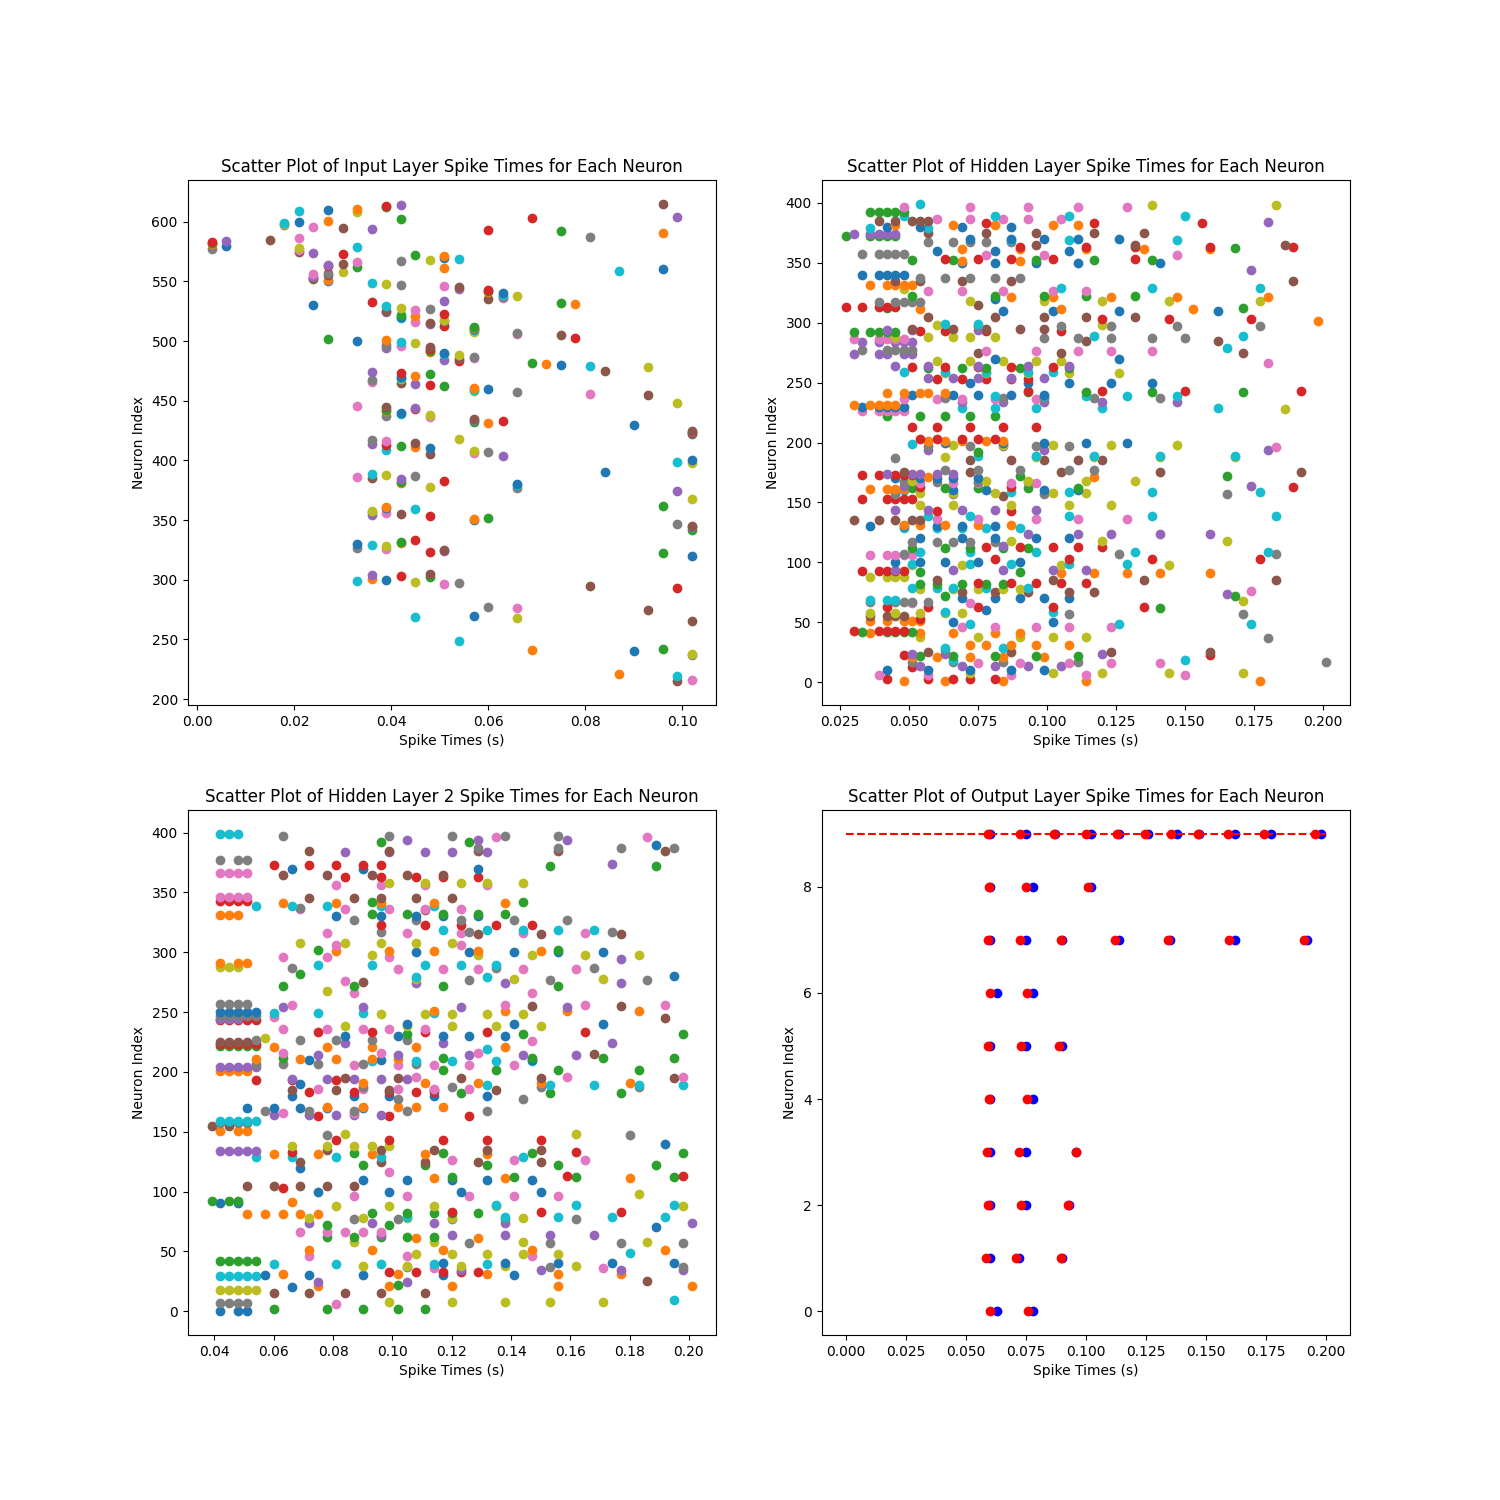 Scatter Plot of Input Layer Spike Times for Each Neuron
Neuron Index
600
550
500
450
400
350
300
250
200
0.00 0.02 0.04 0.06 0.08 0.10
Spike Times (s)
Scatter Plot of Hidden Layer Spike Times for Each Neuron
Neuron Index
400
350
300
250
200
150
100
50
0
0.025 0.050 0.075 0.100 0.125 0.150 0.175 0.200
Spike Times (s)
Scatter Plot of Hidden Layer 2 Spike Times for Each Neuron
Neuron Index
400
350
300
250
200
150
100
50
0
0.04 0.06 0.08 0.10 0.12 0.14 0.16 0.18 0.20
Spike Times (s)
Scatter Plot of Output Layer Spike Times for Each Neuron
Neuron Index
8
6
4
2
0
0.000 0.025 0.050 0.075 0.100 0.125 0.150 0.175 0.200
Spike Times (s)